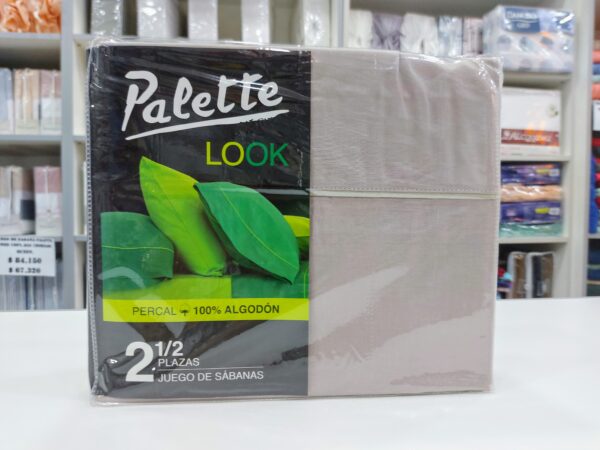 Palette
LOOK
PERCAL 100% ALGODÓN
2 1/2
PLAZAS
JUEGO DE SÁBANAS
$ 84.150
$ 67.320